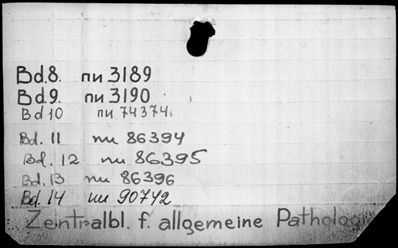 Bd.8. пи 3189
Bd.9. пи 3190
Bd 10 пи 74374
Bd. 11 пи 86394
Bd. 12 пи 86395
Bd. 13 пи 86396
Bd. 14 пи 90742
Zentralbl. f. allgemeine Patholog